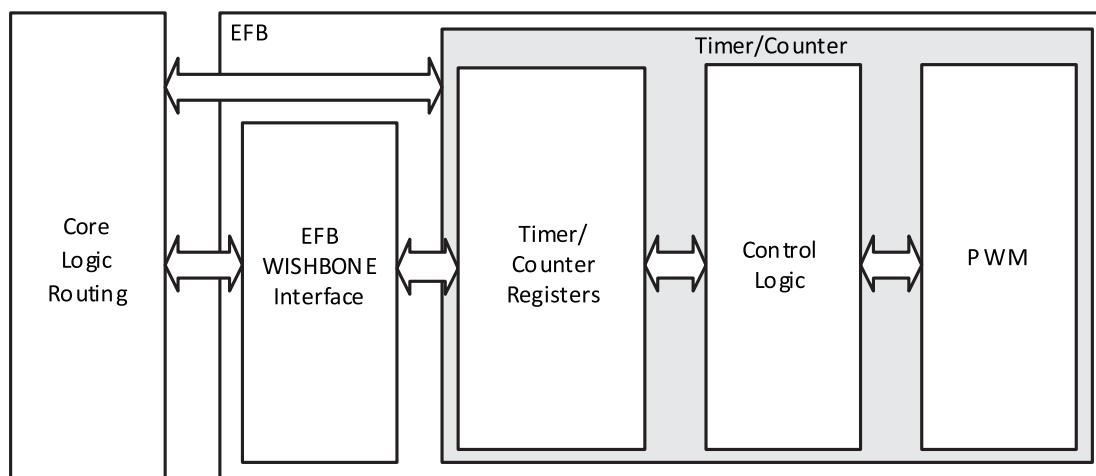 EFB
Timer/Counter
Core
Logic
Routing
EFB
WISHBONE
Interface
Timer/
Counter
Registers
Control
Logic
PWM